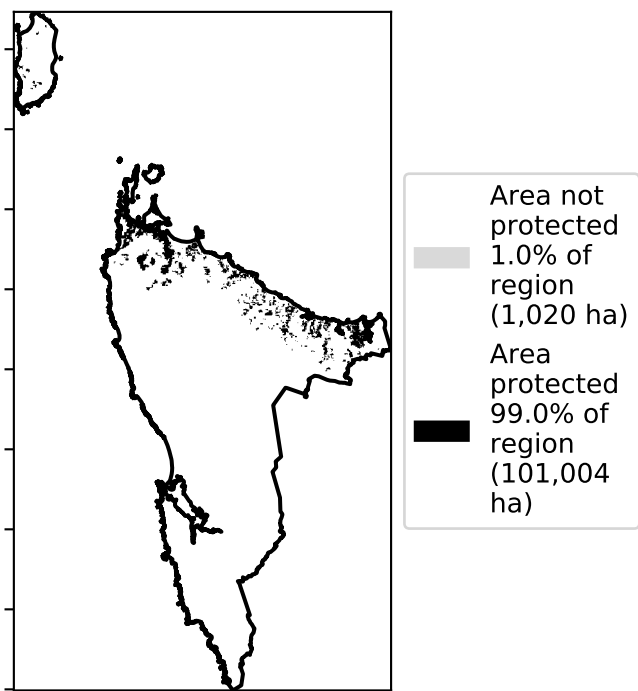 Area not
protected
1.0% of
region
(1,020 ha)
Area
protected
99.0% of
region
(101,004
ha)